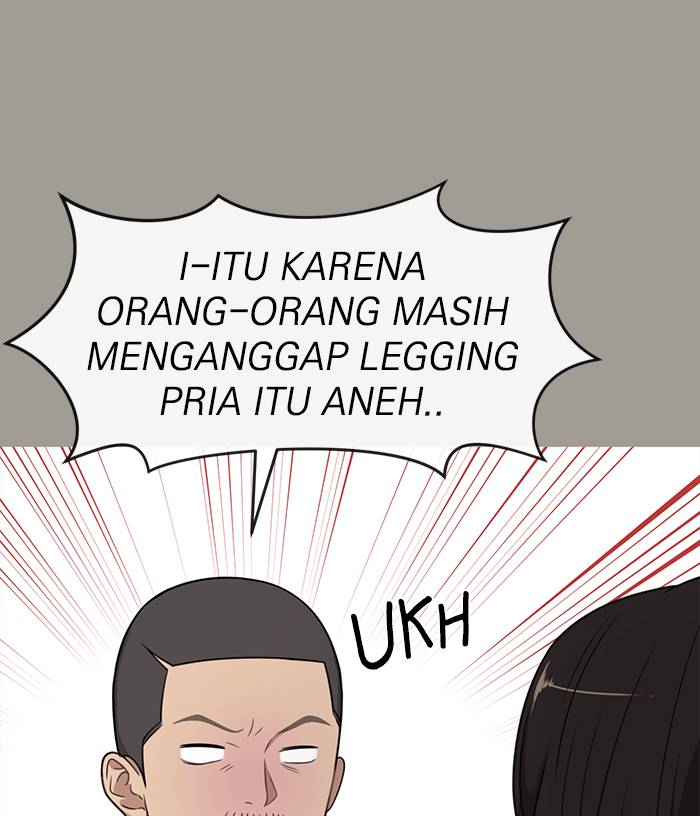 I-ITU KARENA
ORANG-ORANG MASIH
MENGANGGAP LEGGING
PRIA ITU ANEH..
UKH